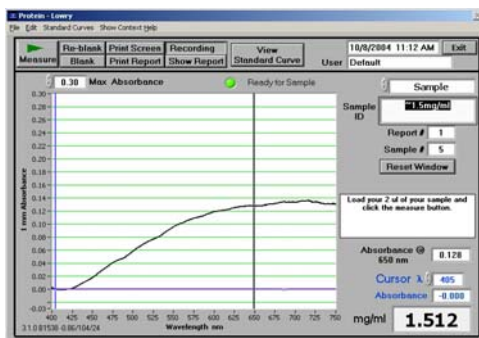 Protein - Lowry
File Edit Standard Curves Show Context Help
Measure
Re-blank Print Screen Recording
Blank Print Report Show Report
View
Standard Curve
10/8/2004 11:12 AM Exit
User Default
0.30 Max Absorbance
Ready for Sample
Sample
Sample
ID
~1.5mg/ml
Report # 1
Sample # 5
Reset Window
Load your 2 ul of your sample and
click the measure button.
Absorbance @
650 nm
0.128
Cursor λ 405
Absorbance -0.000
mg/ml 1.512
1 mm Absorbance
0.30
0.28
0.26
0.24
0.22
0.20
0.18
0.16
0.14
0.12
0.10
0.08
0.06
0.04
0.02
0.00
-0.03
400 425 450 475 500 525 550 575 600 625 650 675 700 725 750
Wavelength nm